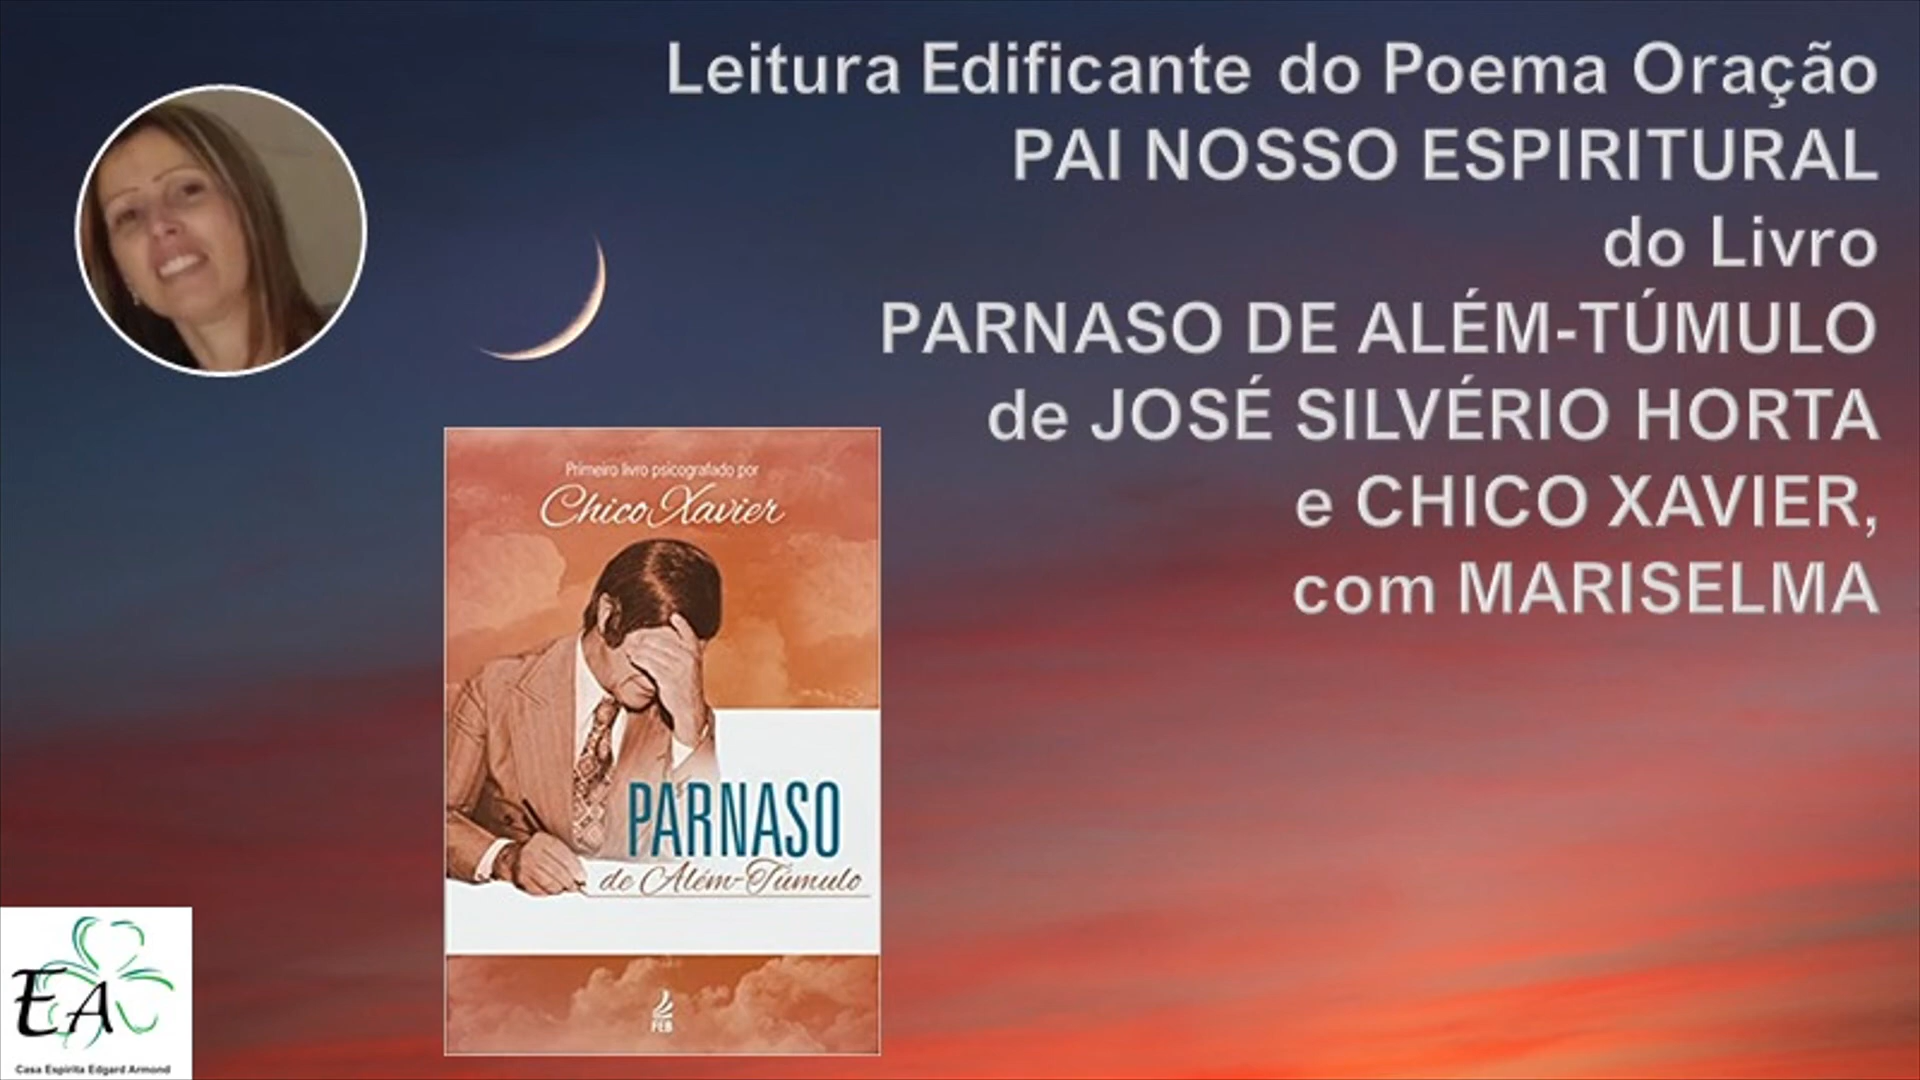 Leitura Edificante do Poema Oração
PAI NOSSO ESPIRITURAL
do Livro
PARNASO DE ALÉM-TÚMULO
de JOSÉ SILVÉRIO HORTA
e CHICO XAVIER,
com MARISELMA
Primeiro livro psicografado por
Chico Xavier
PARNASO
de Além-Túmulo
FEB
EA
Casa Espírita Edgard Armond